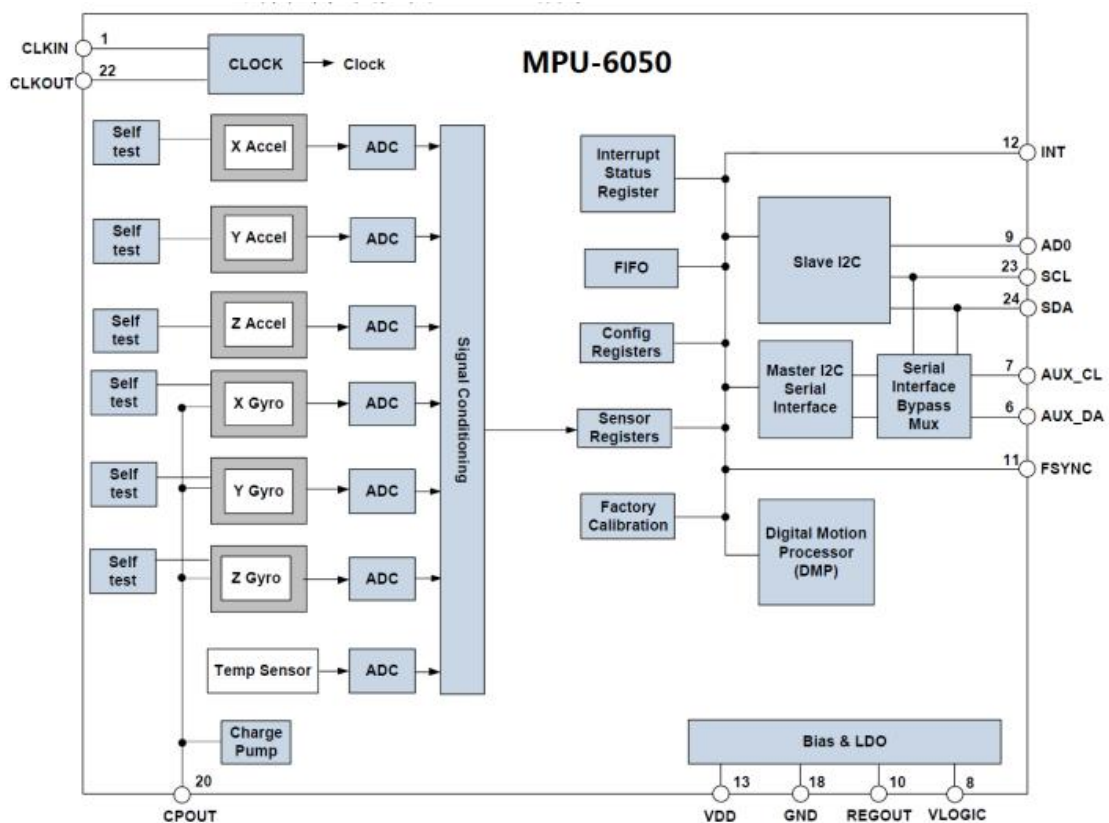 MPU-6050
CLKIN
1
CLKOUT
22
CLOCK
Clock
Self
test
X Accel
ADC
Self
test
Y Accel
ADC
Self
test
Z Accel
ADC
Self
test
X Gyro
ADC
Self
test
Y Gyro
ADC
Self
test
Z Gyro
ADC
Temp Sensor
ADC
Charge
Pump
20
CPOUT
Signal Conditioning
Interrupt
Status
Register
FIFO
Config
Registers
Sensor
Registers
Factory
Calibration
Slave I2C
Master I2C
Serial
Interface
Serial
Interface
Bypass
Mux
Digital Motion
Processor
(DMP)
12
INT
9
AD0
23
SCL
24
SDA
7
AUX_CL
6
AUX_DA
11
FSYNC
Bias & LDO
13
VDD
18
GND
10
REGOUT
8
VLOGIC